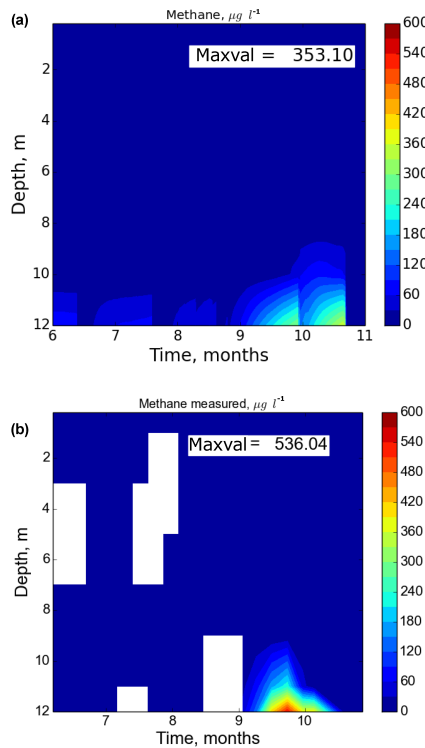 (a)
Methane, µg l⁻¹
Maxval = 353.10
Depth, m
2
4
6
8
10
12
6 7 8 9 10 11
Time, months
600
540
480
420
360
300
240
180
120
60
0
(b)
Methane measured, µg l⁻¹
Maxval = 536.04
Depth, m
2
4
6
8
10
12
7 8 9 10
Time, months
600
540
480
420
360
300
240
180
120
60
0